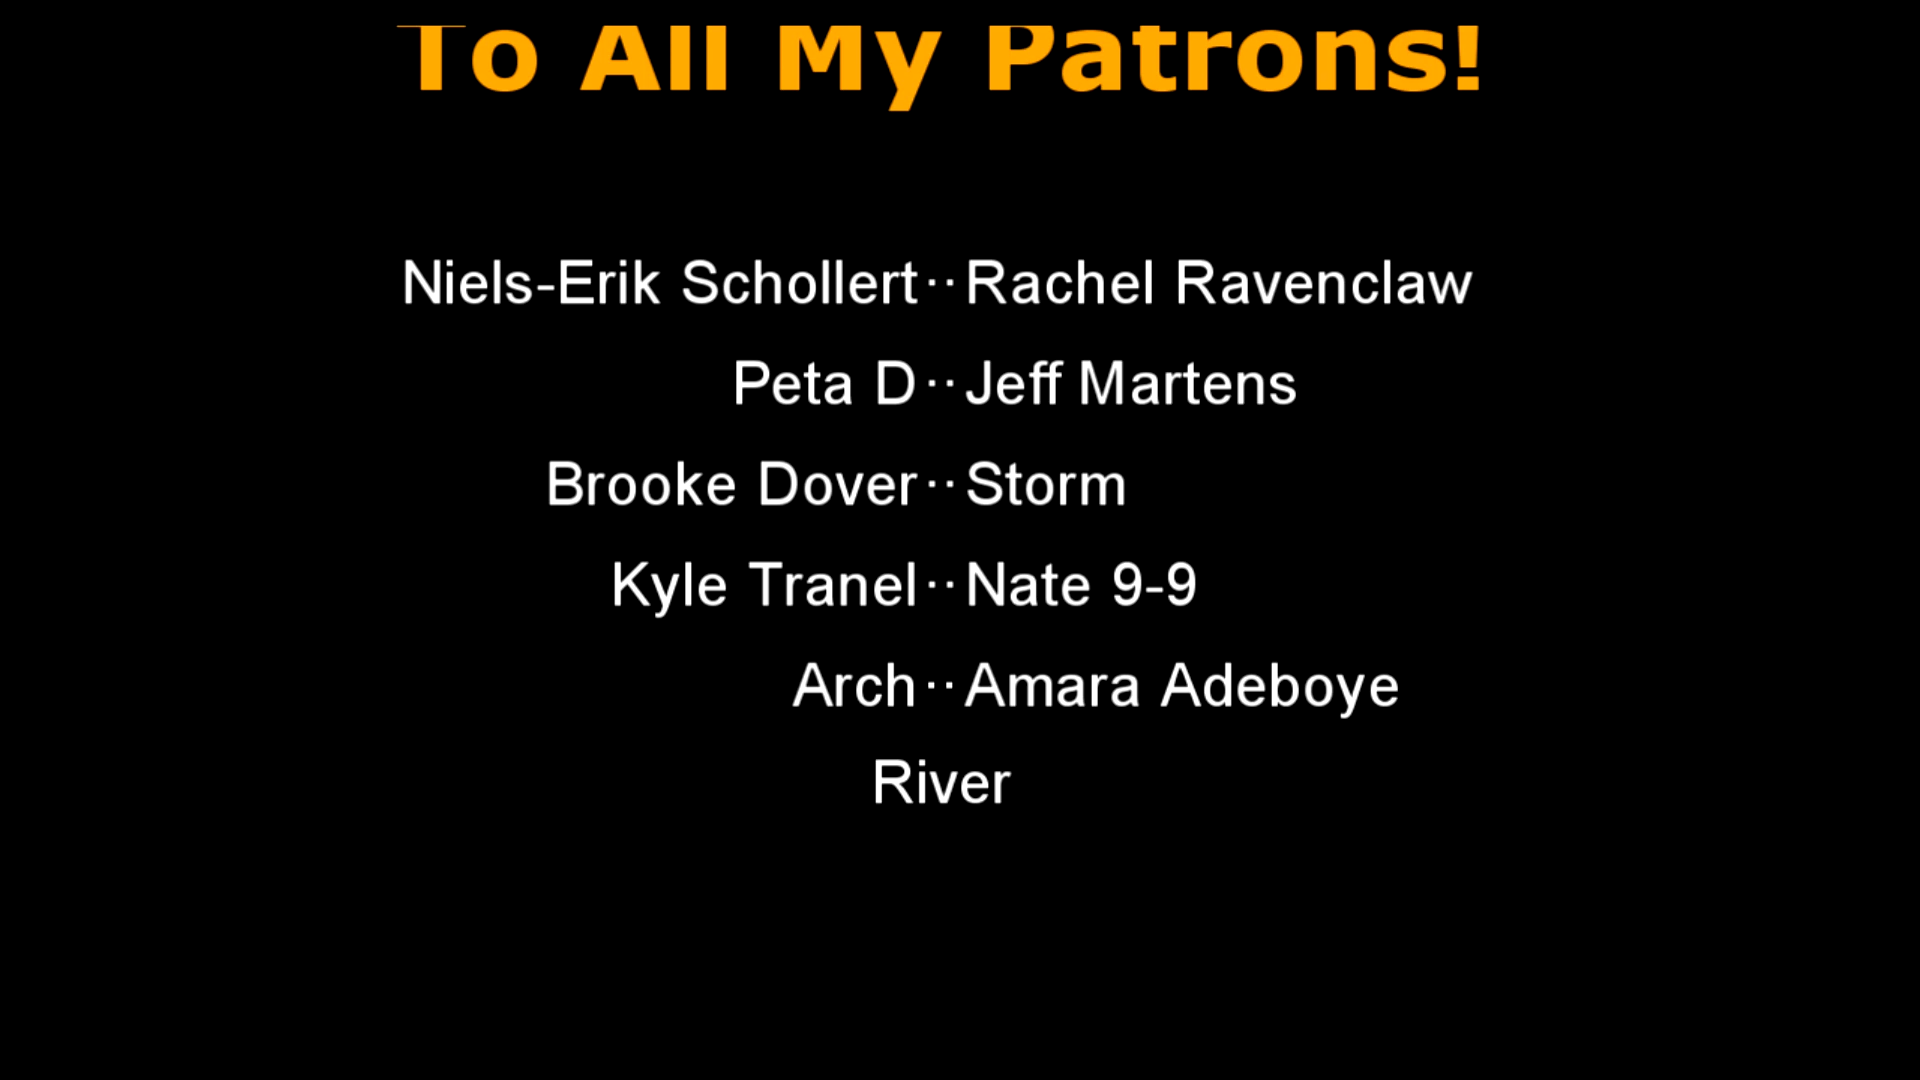 To All My Patrons!
Niels-Erik Schollert··Rachel Ravenclaw
Peta D··Jeff Martens
Brooke Dover··Storm
Kyle Tranel··Nate 9-9
Arch··Amara Adeboye
River